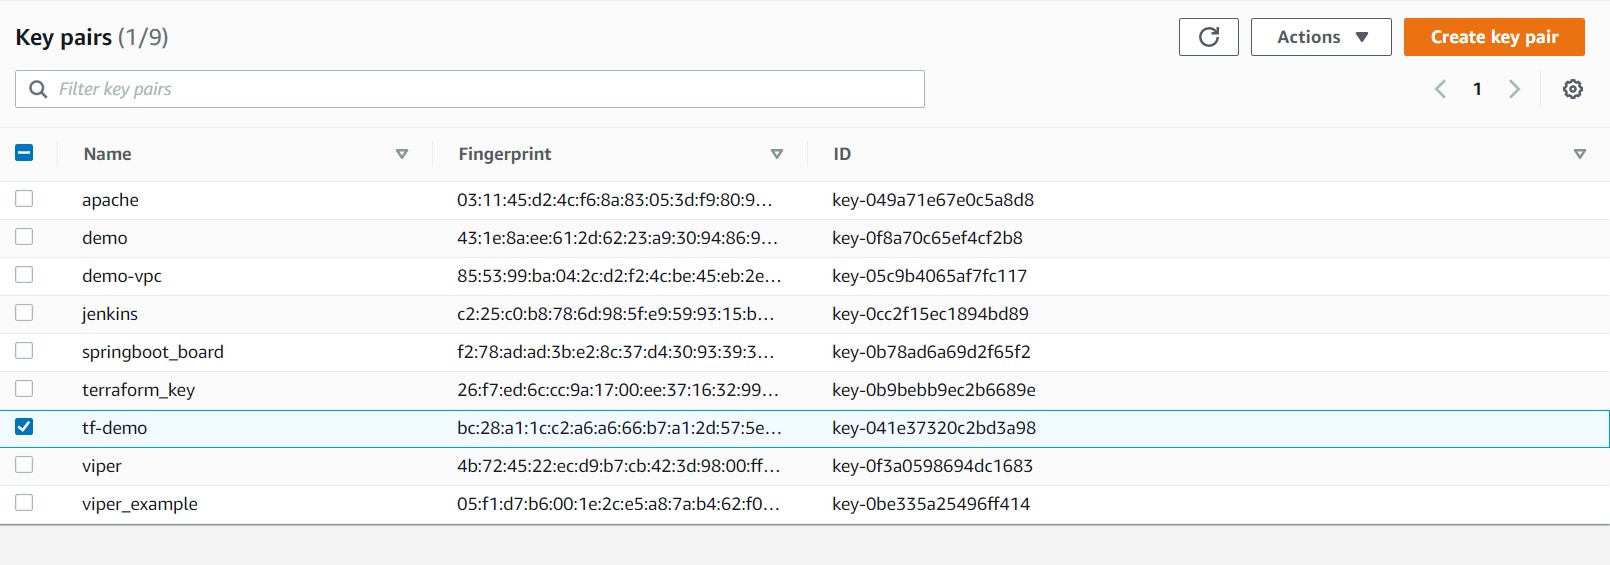 Key pairs (1/9)
Actions
Create key pair
Filter key pairs
1
Name Fingerprint ID
apache 03:11:45:d2:4c:f6:8a:83:05:3d:f9:80:9...
demo 43:1e:8a:ee:61:2d:62:23:a9:30:94:86:9...
demo-vpc 85:53:99:ba:04:2c:d2:f2:4c:be:45:eb:2e... key-05c9b4065af7fc117
jenkins c2:25:c0:b8:78:6d:98:5f:e9:59:93:15:b... key-0cc2f15ec1894bd89
springboot_board f2:78:ad:ad:3b:e2:8c:37:d4:30:93:39:3... key-0b78ad6a69d2f65f2
terraform_key 26:f7:ed:6c:cc:9a:17:00:ee:37:16:32:99... key-0b9bebb9ec2b6689e
tf-demo bc:28:a1:1c:c2:a6:a6:66:b7:a1:2d:57:5e... key-041e37320c2bd3a98
viper 4b:72:45:22:ec:d9:b7:cb:42:3d:98:00:ff... key-0f3a0598694dc1683
viper_example 05:f1:d7:b6:00:1e:2c:e5:a8:7a:b4:62:f0... key-0be335a25496ff414
key-049a71e67e0c5a8d8
key-0f8a70c65ef4cf2b8